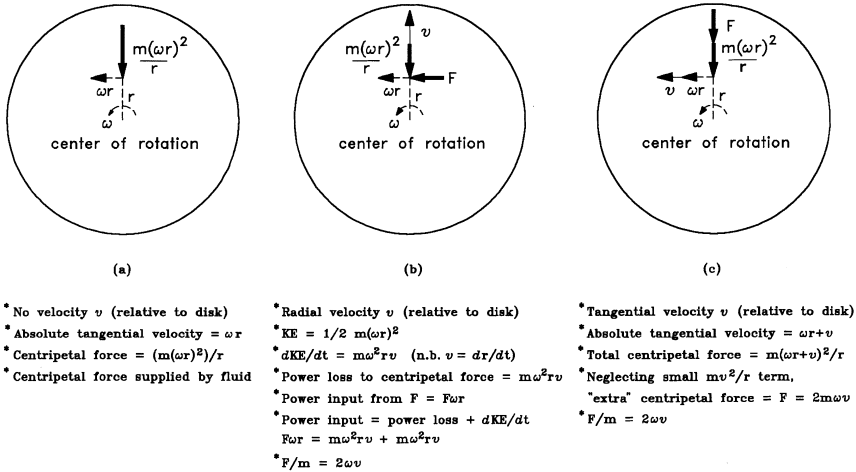 m(ωr)²
r
ωr
r
ω
center of rotation
(a)
* No velocity v (relative to disk)
* Absolute tangential velocity = ωr
* Centripetal force = (m(ωr)²)/r
* Centripetal force supplied by fluid
v
m(ωr)²
r
F
ωr
r
ω
center of rotation
(b)
* Radial velocity v (relative to disk)
* KE = 1/2 m(ωr)²
* dKE/dt = mω²rv (n.b. v = dr/dt)
* Power loss to centripetal force = mω²rv
* Power input from F = Fωr
* Power input = power loss + dKE/dt
Fωr = mω²rv + mω²rv
* F/m = 2ωv
F
m(ωr)²
r
v ωr
r
ω
center of rotation
(c)
* Tangential velocity v (relative to disk)
* Absolute tangential velocity = ωr+v
* Total centripetal force = m(ωr+v)²/r
* Neglecting small mv²/r term,
"extra" centripetal force = F = 2mωv
* F/m = 2ωv